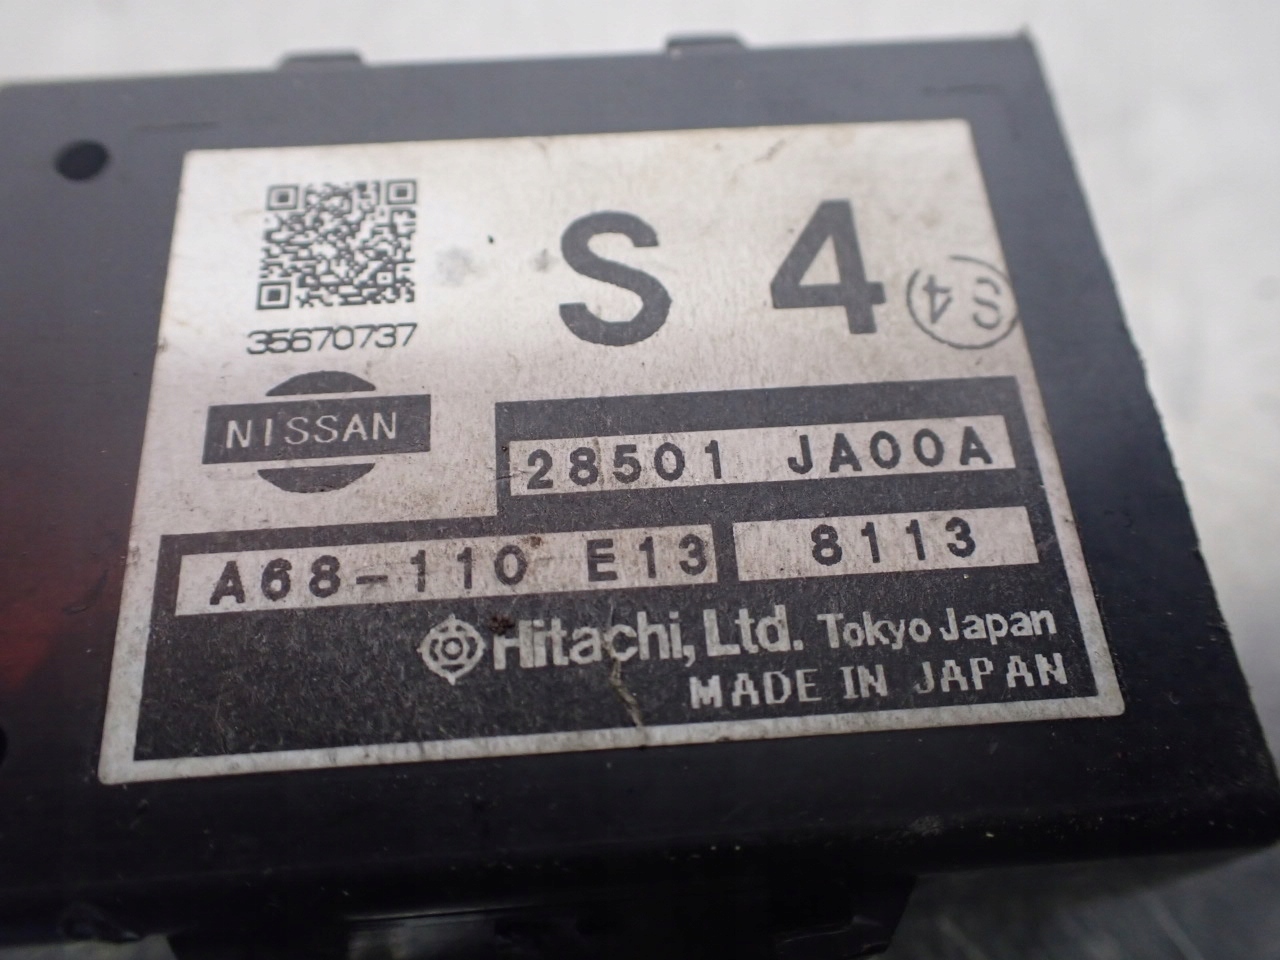 S 4
S4
35670737
NISSAN
28501 JA00A
A68-110 E13 8113
Hitachi, Ltd. Tokyo Japan
MADE IN JAPAN